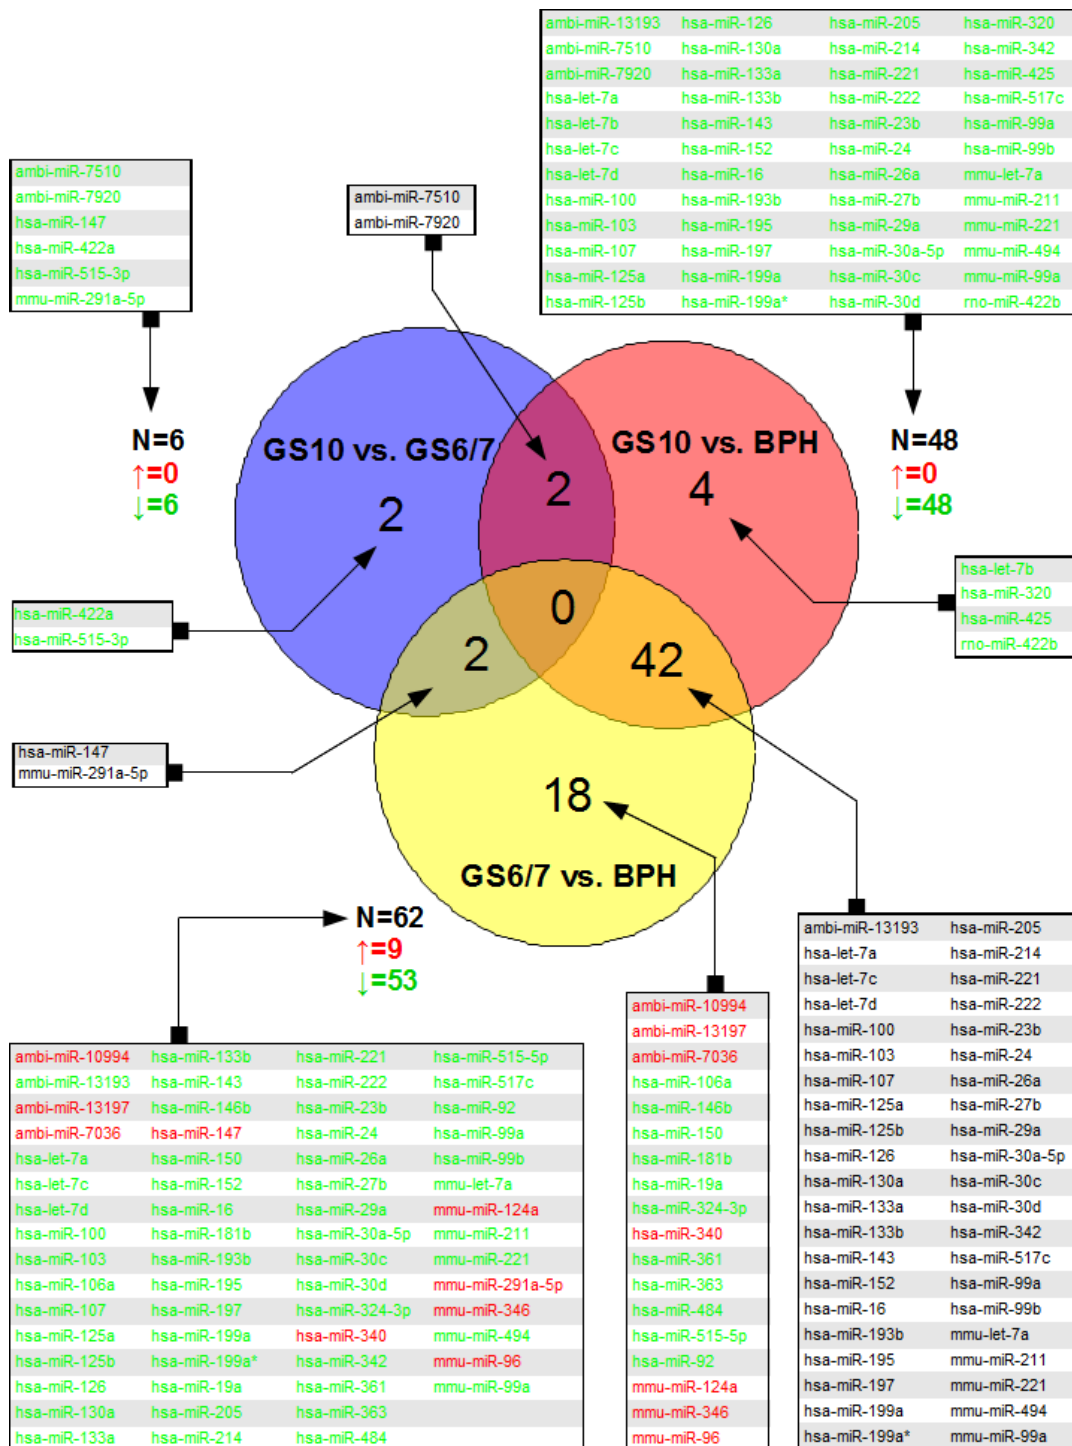 ambi-miR-13193 hsa-miR-126 hsa-miR-205 hsa-miR-320
ambi-miR-7510 hsa-miR-130a hsa-miR-214 hsa-miR-342
ambi-miR-7920 hsa-miR-133a hsa-miR-221 hsa-miR-425
hsa-let-7a hsa-miR-133b hsa-miR-222 hsa-miR-517c
hsa-let-7b hsa-miR-143 hsa-miR-23b hsa-miR-99a
hsa-let-7c hsa-miR-152 hsa-miR-24 hsa-miR-99b
hsa-let-7d hsa-miR-16 hsa-miR-26a mmu-let-7a
hsa-miR-100 hsa-miR-193b hsa-miR-27b mmu-miR-211
hsa-miR-103 hsa-miR-195 hsa-miR-29a mmu-miR-221
hsa-miR-107 hsa-miR-197 hsa-miR-30a-5p mmu-miR-494
hsa-miR-125a hsa-miR-199a hsa-miR-30c mmu-miR-99a
hsa-miR-125b hsa-miR-199a* hsa-miR-30d rno-miR-422b
ambi-miR-7510
ambi-miR-7920
hsa-miR-147
hsa-miR-422a
hsa-miR-515-3p
mmu-miR-291a-5p
ambi-miR-7510
ambi-miR-7920
N=6
↑=0
↓=6
GS10 vs. GS6/7
2
2
GS10 vs. BPH
4
N=48
↑=0
↓=48
hsa-let-7b
hsa-miR-320
hsa-miR-425
rno-miR-422b
hsa-miR-422a
hsa-miR-515-3p
0
2
42
hsa-miR-147
mmu-miR-291a-5p
18
GS6/7 vs. BPH
N=62
↑=9
↓=53
ambi-miR-10994 hsa-miR-133b hsa-miR-221 hsa-miR-515-5p
ambi-miR-13193 hsa-miR-143 hsa-miR-222 hsa-miR-517c
ambi-miR-13197 hsa-miR-146b hsa-miR-23b hsa-miR-92
ambi-miR-7036 hsa-miR-147 hsa-miR-24 hsa-miR-99a
hsa-let-7a hsa-miR-150 hsa-miR-26a hsa-miR-99b
hsa-let-7c hsa-miR-152 hsa-miR-27b mmu-let-7a
hsa-let-7d hsa-miR-16 hsa-miR-29a mmu-miR-124a
hsa-miR-100 hsa-miR-181b hsa-miR-30a-5p mmu-miR-211
hsa-miR-103 hsa-miR-193b hsa-miR-30c mmu-miR-221
hsa-miR-106a hsa-miR-195 hsa-miR-30d mmu-miR-291a-5p
hsa-miR-107 hsa-miR-197 hsa-miR-324-3p mmu-miR-346
hsa-miR-125a hsa-miR-199a hsa-miR-340 mmu-miR-494
hsa-miR-125b hsa-miR-199a* hsa-miR-342 mmu-miR-96
hsa-miR-126 hsa-miR-19a hsa-miR-361 mmu-miR-99a
hsa-miR-130a hsa-miR-205 hsa-miR-363
hsa-miR-133a hsa-miR-214 hsa-miR-484
ambi-miR-10994
ambi-miR-13197
ambi-miR-7036
hsa-miR-106a
hsa-miR-146b
hsa-miR-150
hsa-miR-181b
hsa-miR-19a
hsa-miR-324-3p
hsa-miR-340
hsa-miR-361
hsa-miR-363
hsa-miR-484
hsa-miR-515-5p
hsa-miR-92
mmu-miR-124a
mmu-miR-346
mmu-miR-96
ambi-miR-13193 hsa-miR-205
hsa-let-7a hsa-miR-214
hsa-let-7c hsa-miR-221
hsa-let-7d hsa-miR-222
hsa-miR-100 hsa-miR-23b
hsa-miR-103 hsa-miR-24
hsa-miR-107 hsa-miR-26a
hsa-miR-125a hsa-miR-27b
hsa-miR-125b hsa-miR-29a
hsa-miR-126 hsa-miR-30a-5p
hsa-miR-130a hsa-miR-30c
hsa-miR-133a hsa-miR-30d
hsa-miR-133b hsa-miR-342
hsa-miR-143 hsa-miR-517c
hsa-miR-152 hsa-miR-99a
hsa-miR-16 hsa-miR-99b
hsa-miR-193b mmu-let-7a
hsa-miR-195 mmu-miR-211
hsa-miR-197 mmu-miR-221
hsa-miR-199a mmu-miR-494
hsa-miR-199a* mmu-miR-99a